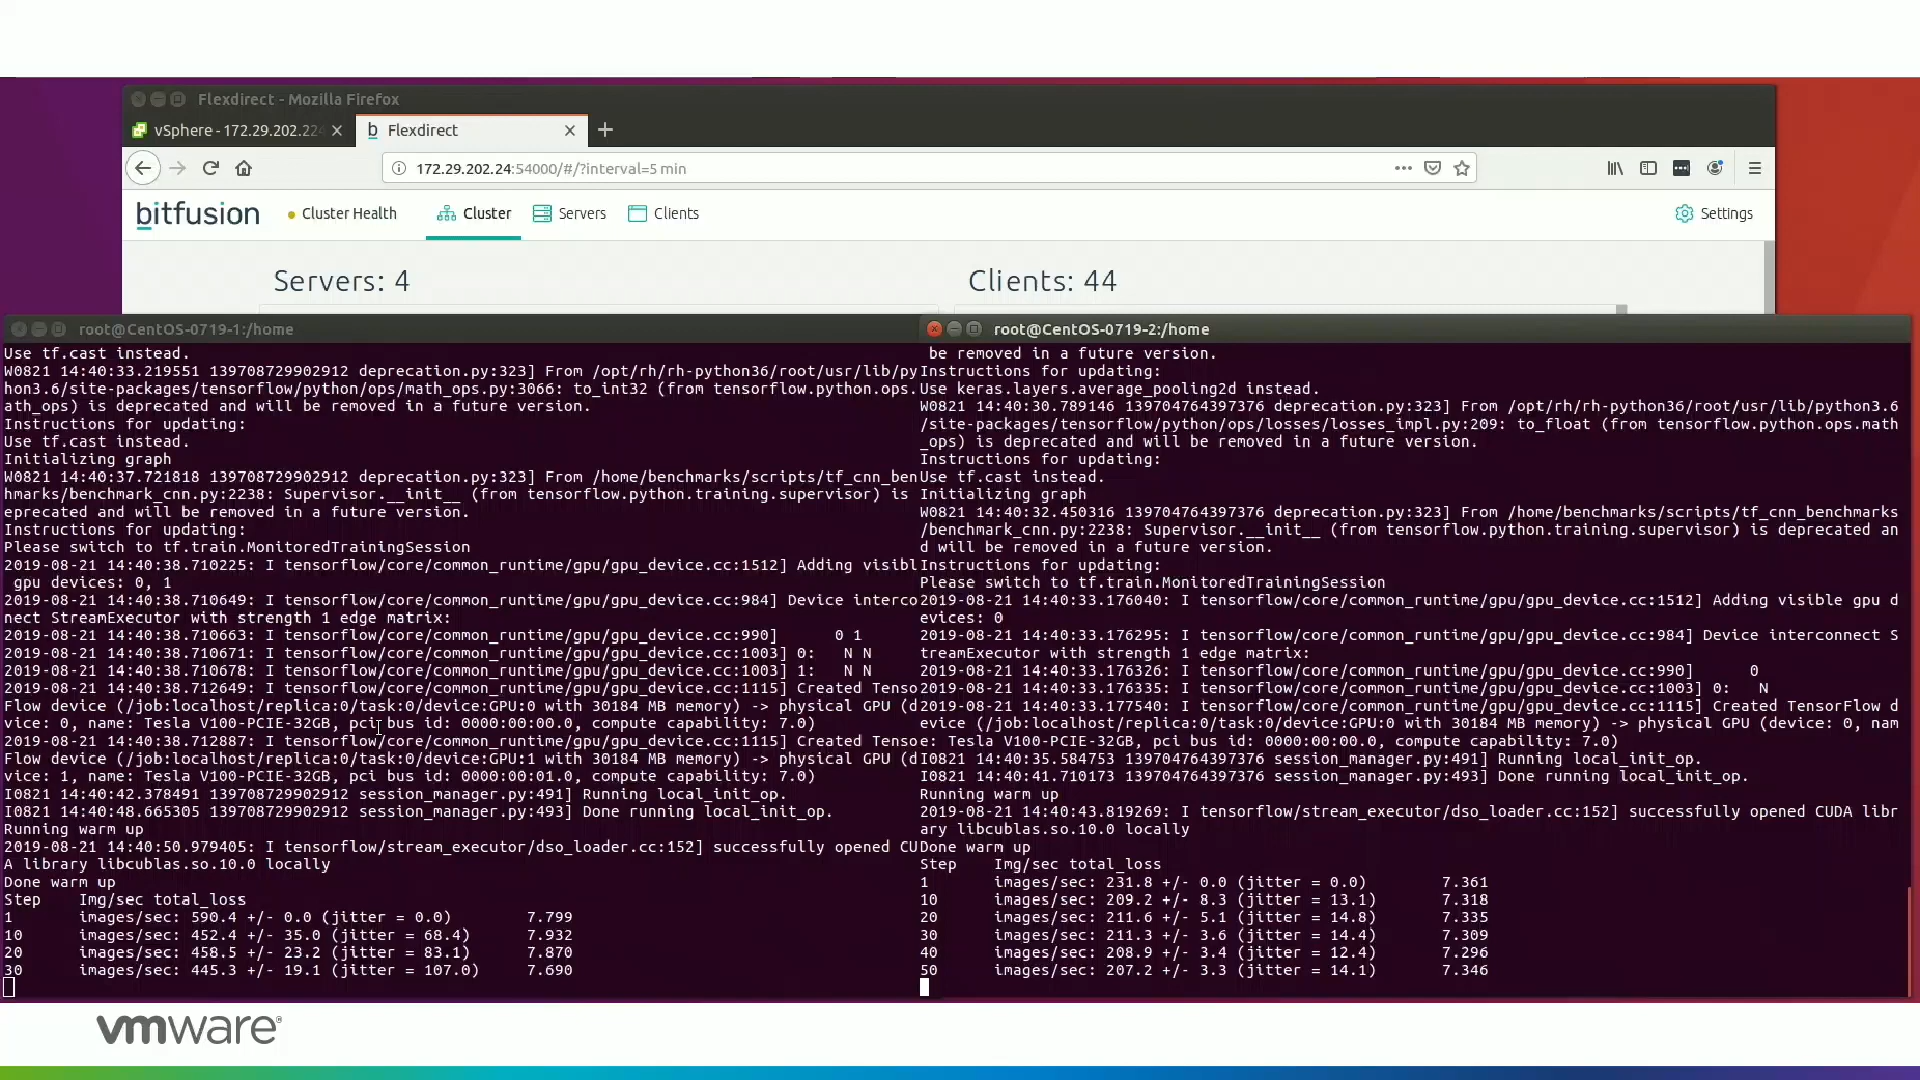 Flexdirect - Mozilla Firefox
vSphere - 172.29.202.224
Flexdirect
172.29.202.24:54000/#/?interval=5 min
bitfusion
Cluster Health
Cluster
Servers
Clients
Settings
Servers: 4
Clients: 44
root@CentOS-0719-1:/home
Use tf.cast instead.
W0821 14:40:33.219551 139708729902912 deprecation.py:323] From /opt/rh/rh-python36/root/usr/lib/py
hon3.6/site-packages/tensorflow/python/ops/math_ops.py:3066: to_int32 (from tensorflow.python.ops.
ath_ops) is deprecated and will be removed in a future version.
Instructions for updating:
Use tf.cast instead.
Initializing graph
W0821 14:40:37.721818 139708729902912 deprecation.py:323] From /home/benchmarks/scripts/tf_cnn_ben
hmarks/benchmark_cnn.py:2238: Supervisor.__init__ (from tensorflow.python.training.supervisor) is
eprecated and will be removed in a future version.
Instructions for updating:
Please switch to tf.train.MonitoredTrainingSession
2019-08-21 14:40:38.710225: I tensorflow/core/common_runtime/gpu/gpu_device.cc:1512] Adding visibl
gpu devices: 0, 1
2019-08-21 14:40:38.710649: I tensorflow/core/common_runtime/gpu/gpu_device.cc:984] Device interco
nect StreamExecutor with strength 1 edge matrix:
2019-08-21 14:40:38.710663: I tensorflow/core/common_runtime/gpu/gpu_device.cc:990]      0 1
2019-08-21 14:40:38.710671: I tensorflow/core/common_runtime/gpu/gpu_device.cc:1003] 0:   N N
2019-08-21 14:40:38.710678: I tensorflow/core/common_runtime/gpu/gpu_device.cc:1003] 1:   N N
2019-08-21 14:40:38.712649: I tensorflow/core/common_runtime/gpu/gpu_device.cc:1115] Created Tenso
Flow device (/job:localhost/replica:0/task:0/device:GPU:0 with 30184 MB memory) -> physical GPU (d
vice: 0, name: Tesla V100-PCIE-32GB, pci bus id: 0000:00:00.0, compute capability: 7.0)
2019-08-21 14:40:38.712887: I tensorflow/core/common_runtime/gpu/gpu_device.cc:1115] Created Tenso
Flow device (/job:localhost/replica:0/task:0/device:GPU:1 with 30184 MB memory) -> physical GPU (d
vice: 1, name: Tesla V100-PCIE-32GB, pci bus id: 0000:00:01.0, compute capability: 7.0)
I0821 14:40:42.378491 139708729902912 session_manager.py:491] Running local_init_op.
I0821 14:40:48.665305 139708729902912 session_manager.py:493] Done running local_init_op.
Running warm up
2019-08-21 14:40:50.979405: I tensorflow/stream_executor/dso_loader.cc:152] successfully opened CU
A library libcublas.so.10.0 locally
Done warm up
Step    Img/sec total_loss
1       images/sec: 590.4 +/- 0.0 (jitter = 0.0)        7.799
10      images/sec: 452.4 +/- 35.0 (jitter = 68.4)      7.932
20      images/sec: 458.5 +/- 23.2 (jitter = 83.1)      7.870
30      images/sec: 445.3 +/- 19.1 (jitter = 107.0)     7.690
root@CentOS-0719-2:/home
be removed in a future version.
Instructions for updating:
Use keras.layers.average_pooling2d instead.
W0821 14:40:30.789146 139704764397376 deprecation.py:323] From /opt/rh/rh-python36/root/usr/lib/python3.6
/site-packages/tensorflow/python/ops/losses/losses_impl.py:209: to_float (from tensorflow.python.ops.math
_ops) is deprecated and will be removed in a future version.
Instructions for updating:
Use tf.cast instead.
Initializing graph
W0821 14:40:32.450316 139704764397376 deprecation.py:323] From /home/benchmarks/scripts/tf_cnn_benchmarks
/benchmark_cnn.py:2238: Supervisor.__init__ (from tensorflow.python.training.supervisor) is deprecated an
d will be removed in a future version.
Instructions for updating:
Please switch to tf.train.MonitoredTrainingSession
2019-08-21 14:40:33.176040: I tensorflow/core/common_runtime/gpu/gpu_device.cc:1512] Adding visible gpu d
evices: 0
2019-08-21 14:40:33.176295: I tensorflow/core/common_runtime/gpu/gpu_device.cc:984] Device interconnect S
treamExecutor with strength 1 edge matrix:
2019-08-21 14:40:33.176326: I tensorflow/core/common_runtime/gpu/gpu_device.cc:990]      0
2019-08-21 14:40:33.176335: I tensorflow/core/common_runtime/gpu/gpu_device.cc:1003] 0:   N
2019-08-21 14:40:33.177540: I tensorflow/core/common_runtime/gpu/gpu_device.cc:1115] Created TensorFlow d
evice (/job:localhost/replica:0/task:0/device:GPU:0 with 30184 MB memory) -> physical GPU (device: 0, nam
e: Tesla V100-PCIE-32GB, pci bus id: 0000:00:00.0, compute capability: 7.0)
I0821 14:40:35.584753 139704764397376 session_manager.py:491] Running local_init_op.
I0821 14:40:41.710173 139704764397376 session_manager.py:493] Done running local_init_op.
Running warm up
2019-08-21 14:40:43.819269: I tensorflow/stream_executor/dso_loader.cc:152] successfully opened CUDA libr
ary libcublas.so.10.0 locally
Done warm up
Step    Img/sec total_loss
1       images/sec: 231.8 +/- 0.0 (jitter = 0.0)        7.361
10      images/sec: 209.2 +/- 8.3 (jitter = 13.1)       7.318
20      images/sec: 211.6 +/- 5.1 (jitter = 14.8)       7.335
30      images/sec: 211.3 +/- 3.6 (jitter = 14.4)       7.309
40      images/sec: 208.9 +/- 3.4 (jitter = 12.4)       7.296
50      images/sec: 207.2 +/- 3.3 (jitter = 14.1)       7.346
vmware®